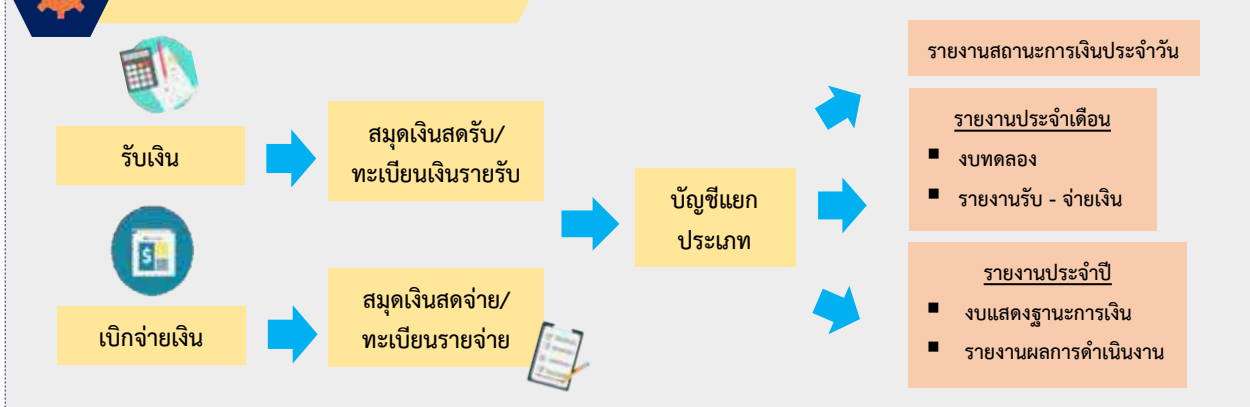 รับเงิน
สมุดเงินสดรับ/
ทะเบียนเงินรายรับ
เบิกจ่ายเงิน
สมุดเงินสดจ่าย/
ทะเบียนรายจ่าย
บัญชีแยก
ประเภท
รายงานสถานะการเงินประจำวัน
รายงานประจำเดือน
▪ งบทดลอง
▪ รายงานรับ - จ่ายเงิน
รายงานประจำปี
▪ งบแสดงฐานะการเงิน
▪ รายงานผลการดำเนินงาน